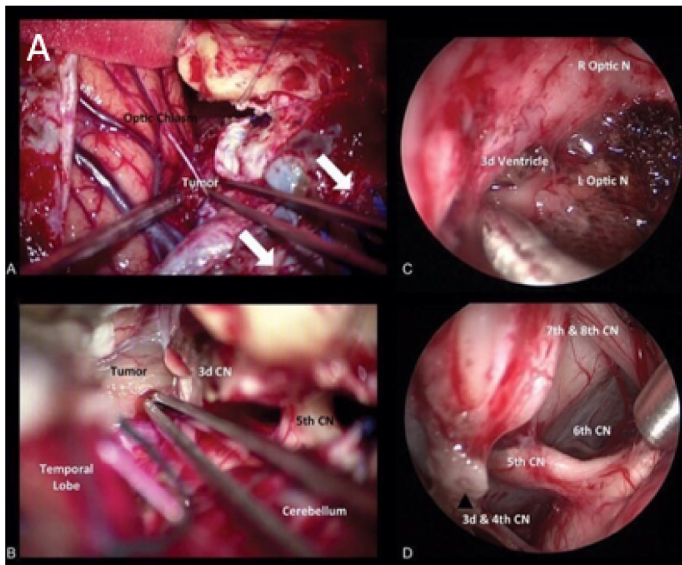 A
Optic Chiasm
Tumor
A
R Optic N
3d Ventricle
L Optic N
C
Tumor
3d CN
5th CN
Temporal
Lobe
Cerebellum
B
7th & 8th CN
6th CN
5th CN
3d & 4th CN
D